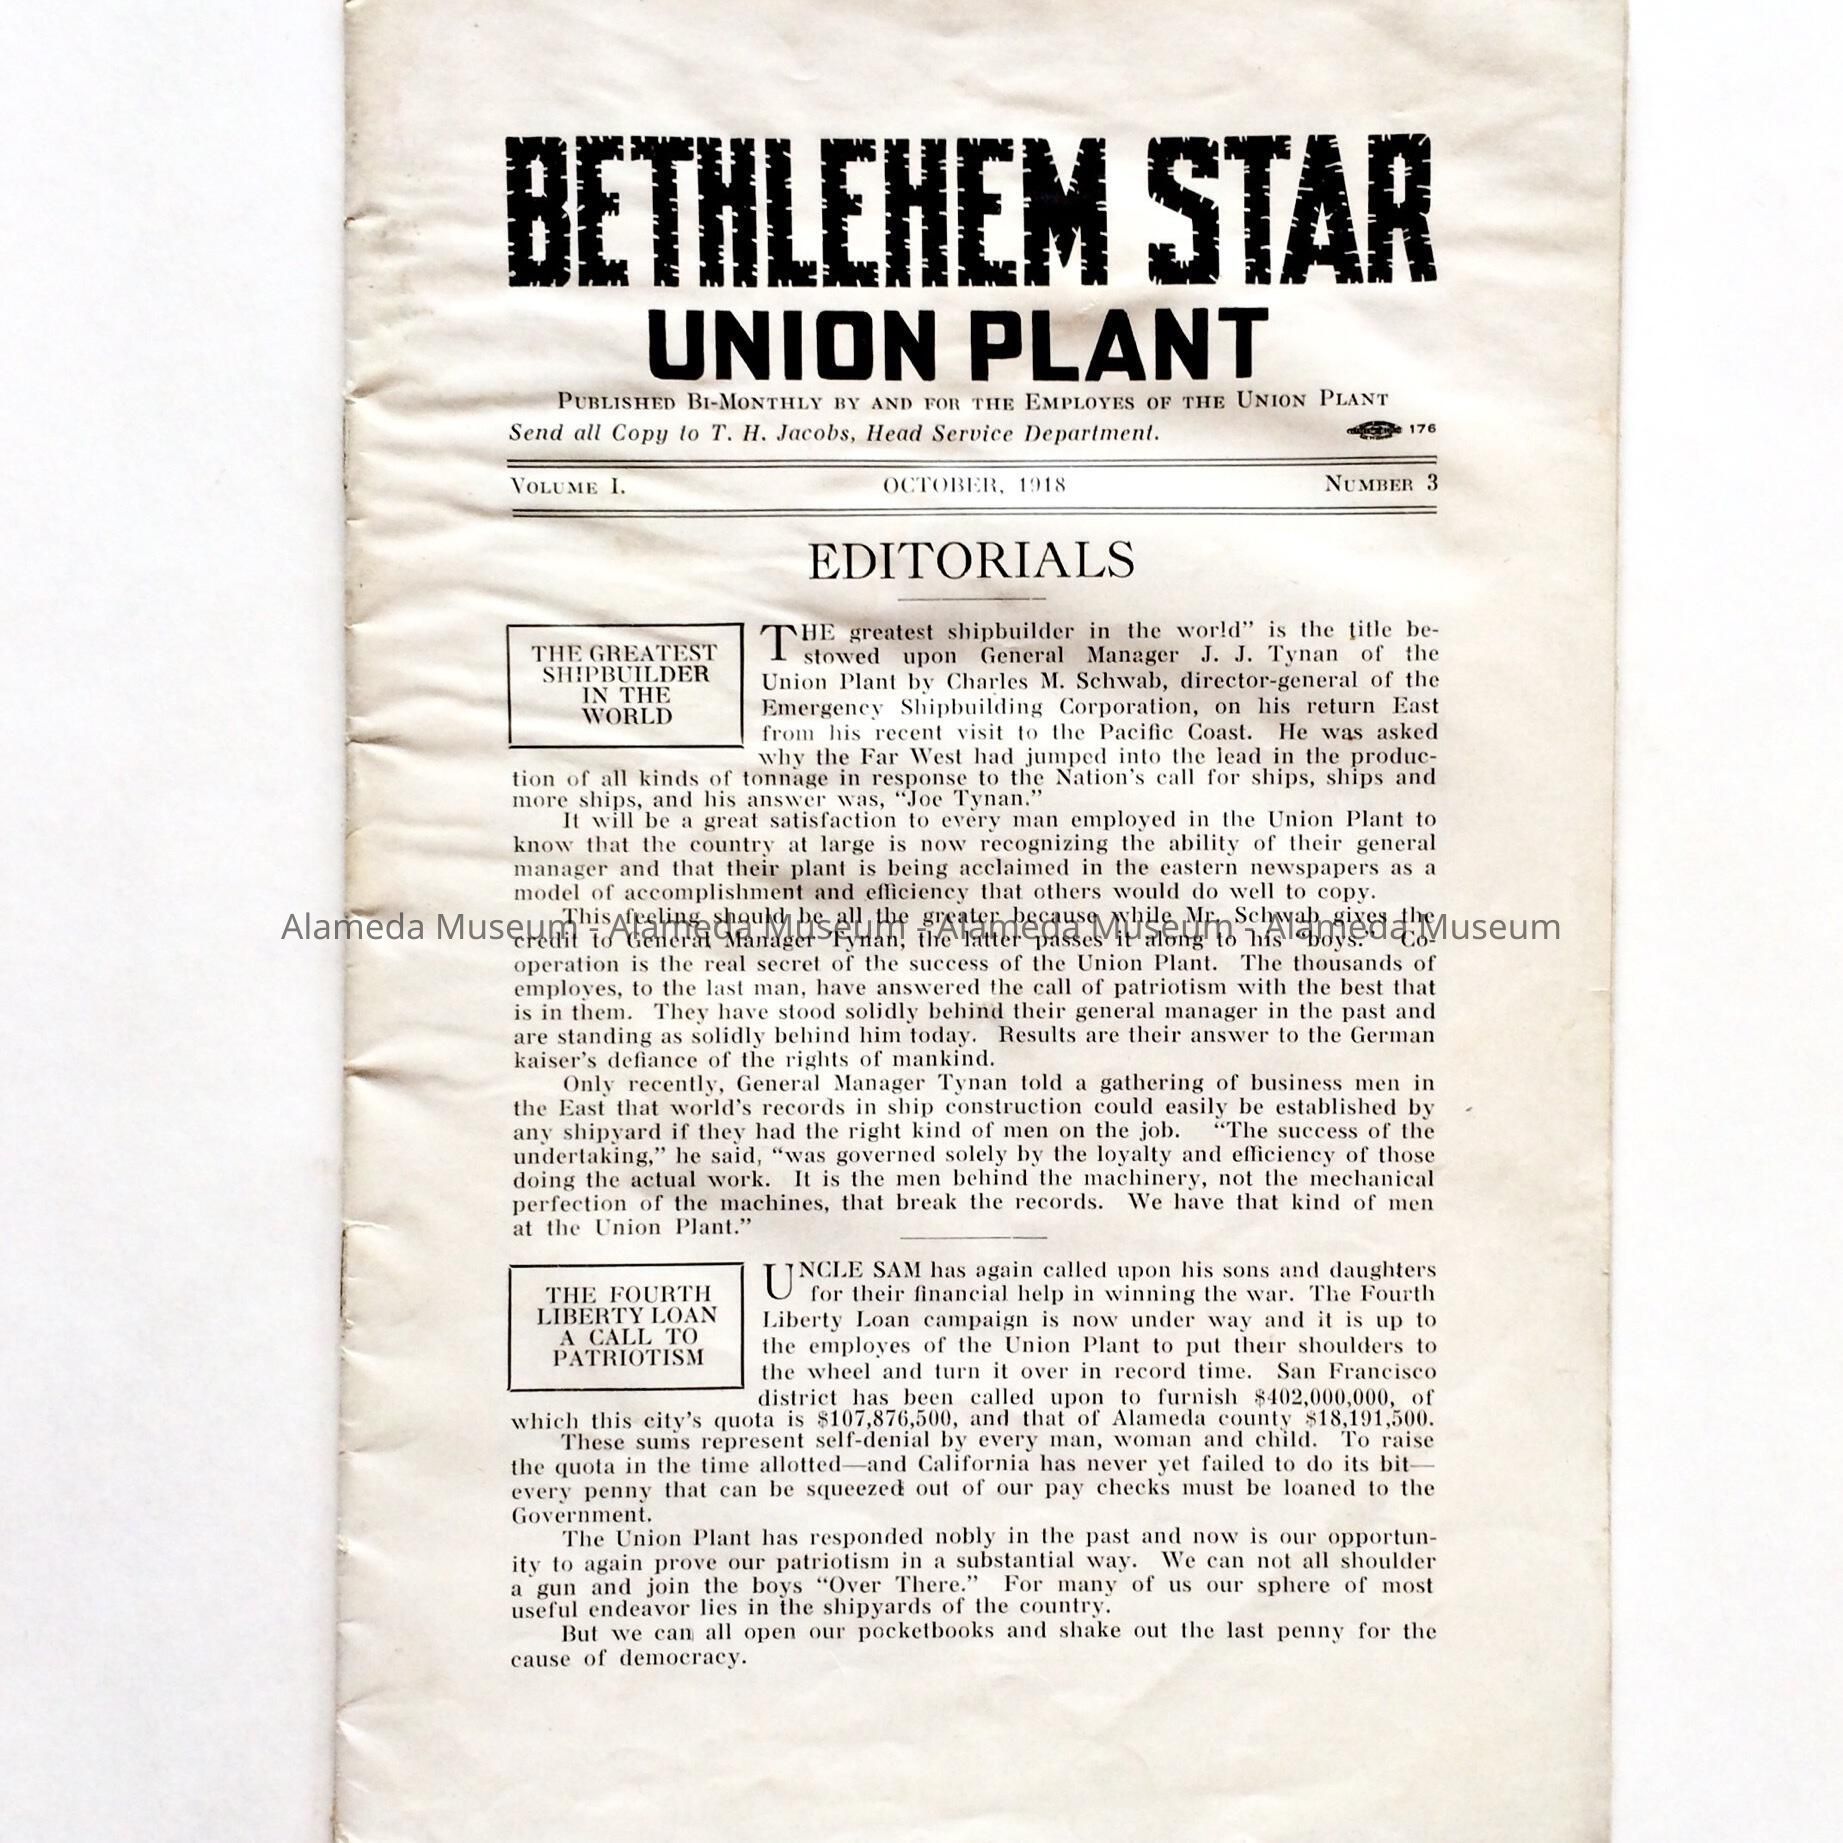 BETHLEHEM STAR
UNION PLANT
Published Bi-Monthly by and for the Employes of the Union Plant
Send all Copy to T. H. Jacobs, Head Service Department.
176
Volume I.
OCTOBER, 1918
Number 3
EDITORIALS
THE GREATEST
SHIPBUILDER
IN THE
WORLD
THE greatest shipbuilder in the world” is the title be-
stowed upon General Manager J. J. Tynan of the
Union Plant by Charles M. Schwab, director-general of the
Emergency Shipbuilding Corporation, on his return East
from his recent visit to the Pacific Coast. He was asked
why the Far West had jumped into the lead in the produc-
tion of all kinds of tonnage in response to the Nation’s call for ships, ships and
more ships, and his answer was, “Joe Tynan.”
It will be a great satisfaction to every man employed in the Union Plant to
know that the country at large is now recognizing the ability of their general
manager and that their plant is being acclaimed in the eastern newspapers as a
model of accomplishment and efficiency that others would do well to copy.
This feeling should be all the greater because while Mr. Schwab gives the
Alameda Museum - Alameda Museum - Alameda Museum - Alameda Museum
credit to General Manager Tynan, the latter passes it along to his “boys.” Co-
operation is the real secret of the success of the Union Plant. The thousands of
employes, to the last man, have answered the call of patriotism with the best that
is in them. They have stood solidly behind their general manager in the past and
are standing as solidly behind him today. Results are their answer to the German
kaiser’s defiance of the rights of mankind.
Only recently, General Manager Tynan told a gathering of business men in
the East that world’s records in ship construction could easily be established by
any shipyard if they had the right kind of men on the job. “The success of the
undertaking,” he said, “was governed solely by the loyalty and efficiency of those
doing the actual work. It is the men behind the machinery, not the mechanical
perfection of the machines, that break the records. We have that kind of men
at the Union Plant.”
THE FOURTH
LIBERTY LOAN
A CALL TO
PATRIOTISM
UNCLE SAM has again called upon his sons and daughters
for their financial help in winning the war. The Fourth
Liberty Loan campaign is now under way and it is up to
the employes of the Union Plant to put their shoulders to
the wheel and turn it over in record time. San Francisco
district has been called upon to furnish $402,000,000, of
which this city’s quota is $107,876,500, and that of Alameda county $18,191,500.
These sums represent self-denial by every man, woman and child. To raise
the quota in the time allotted—and California has never yet failed to do its bit—
every penny that can be squeezed out of our pay checks must be loaned to the
Government.
The Union Plant has responded nobly in the past and now is our opportun-
ity to again prove our patriotism in a substantial way. We can not all shoulder
a gun and join the boys “Over There.” For many of us our sphere of most
useful endeavor lies in the shipyards of the country.
But we can all open our pocketbooks and shake out the last penny for the
cause of democracy.